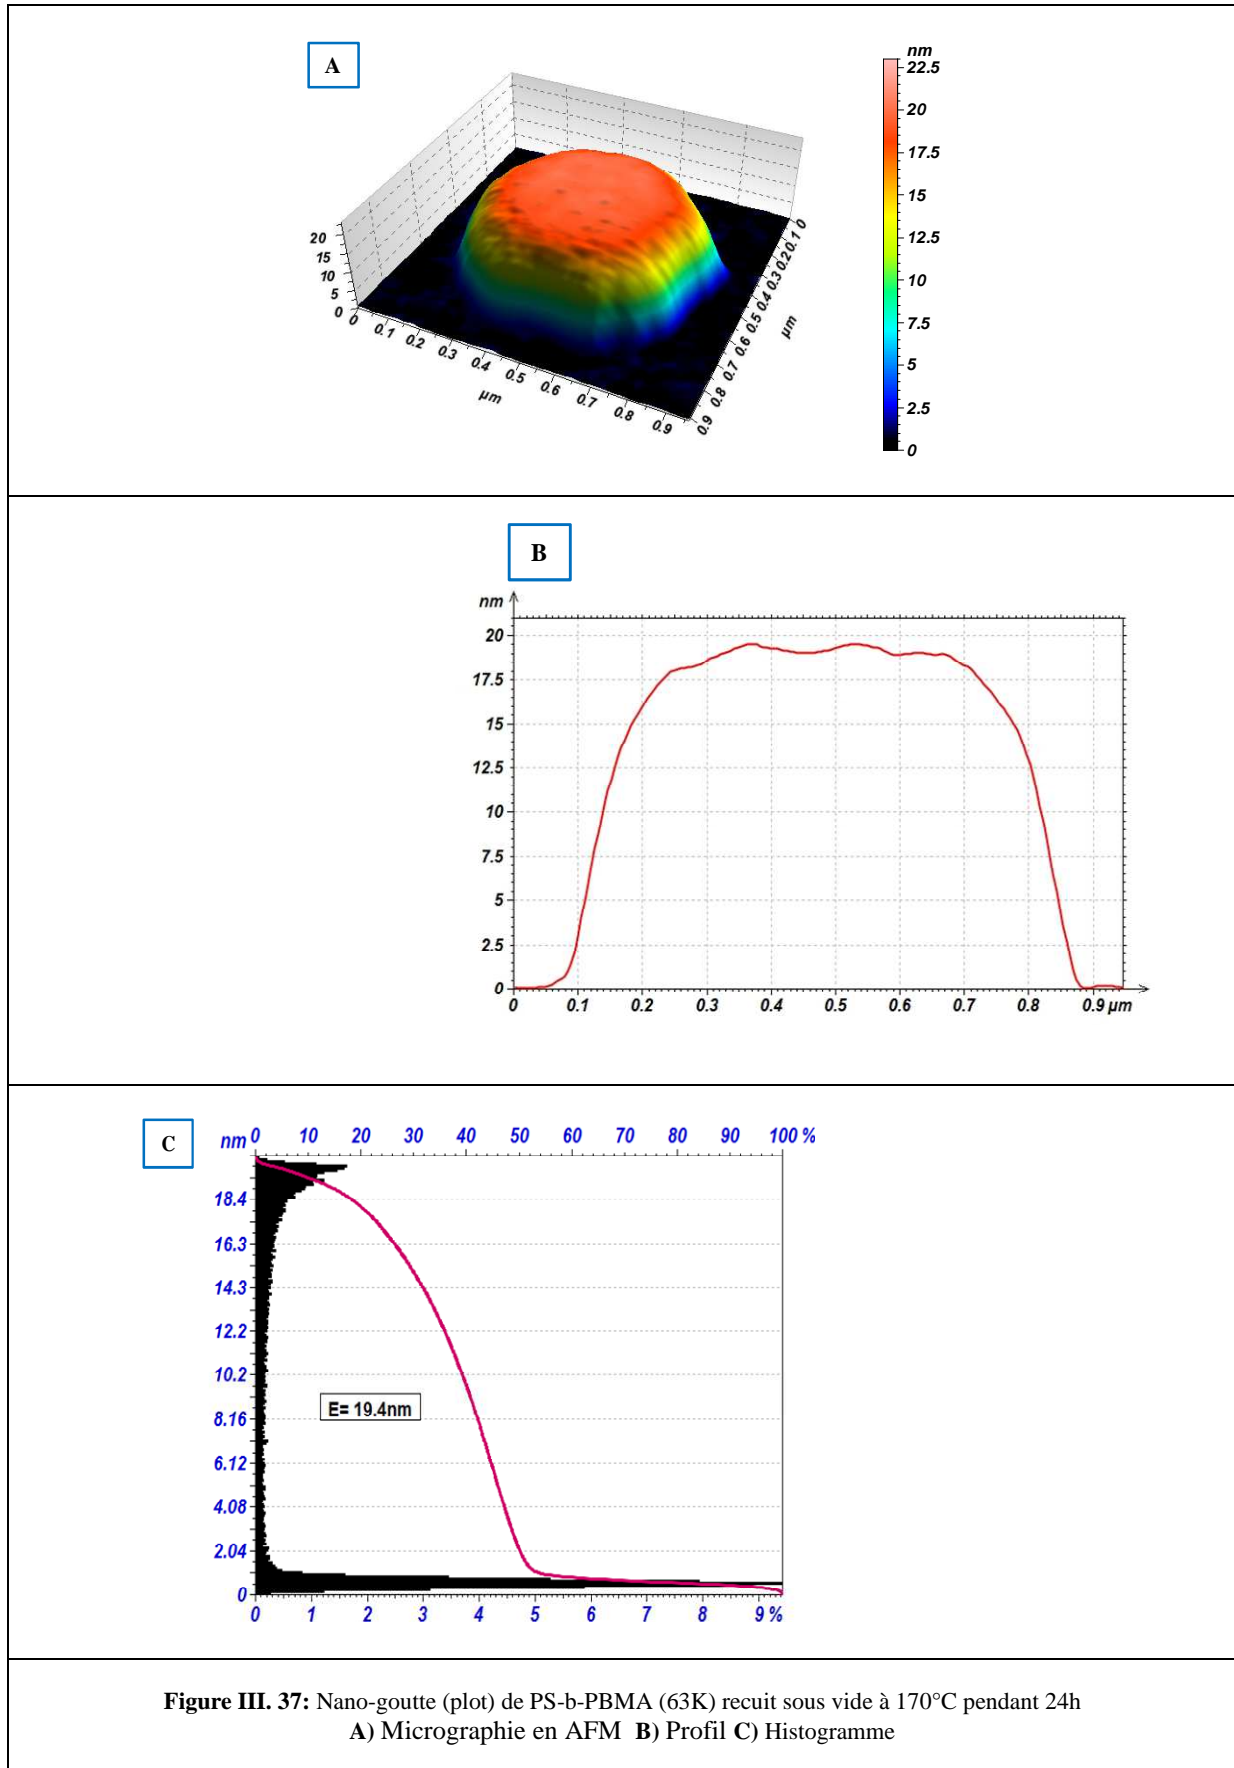 A
nm
22.5
20
17.5
15
12.5
10
7.5
5
2.5
0
20
15
10
5
0
0 0.1 0.2 0.3 0.4 0.5 0.6 0.7 0.8 0.9
µm
0 0.1 0.2 0.3 0.4 0.5 0.6 0.7 0.8 0.9
µm
B
nm
20
17.5
15
12.5
10
7.5
5
2.5
0
0 0.1 0.2 0.3 0.4 0.5 0.6 0.7 0.8 0.9 µm
C
nm 0 10 20 30 40 50 60 70 80 90 100 %
18.4
16.3
14.3
12.2
10.2
E= 19.4nm
8.16
6.12
4.08
2.04
0
0 1 2 3 4 5 6 7 8 9 %
Figure III. 37: Nano-goutte (plot) de PS-b-PBMA (63K) recuit sous vide à 170°C pendant 24h
A) Micrographie en AFM B) Profil C) Histogramme